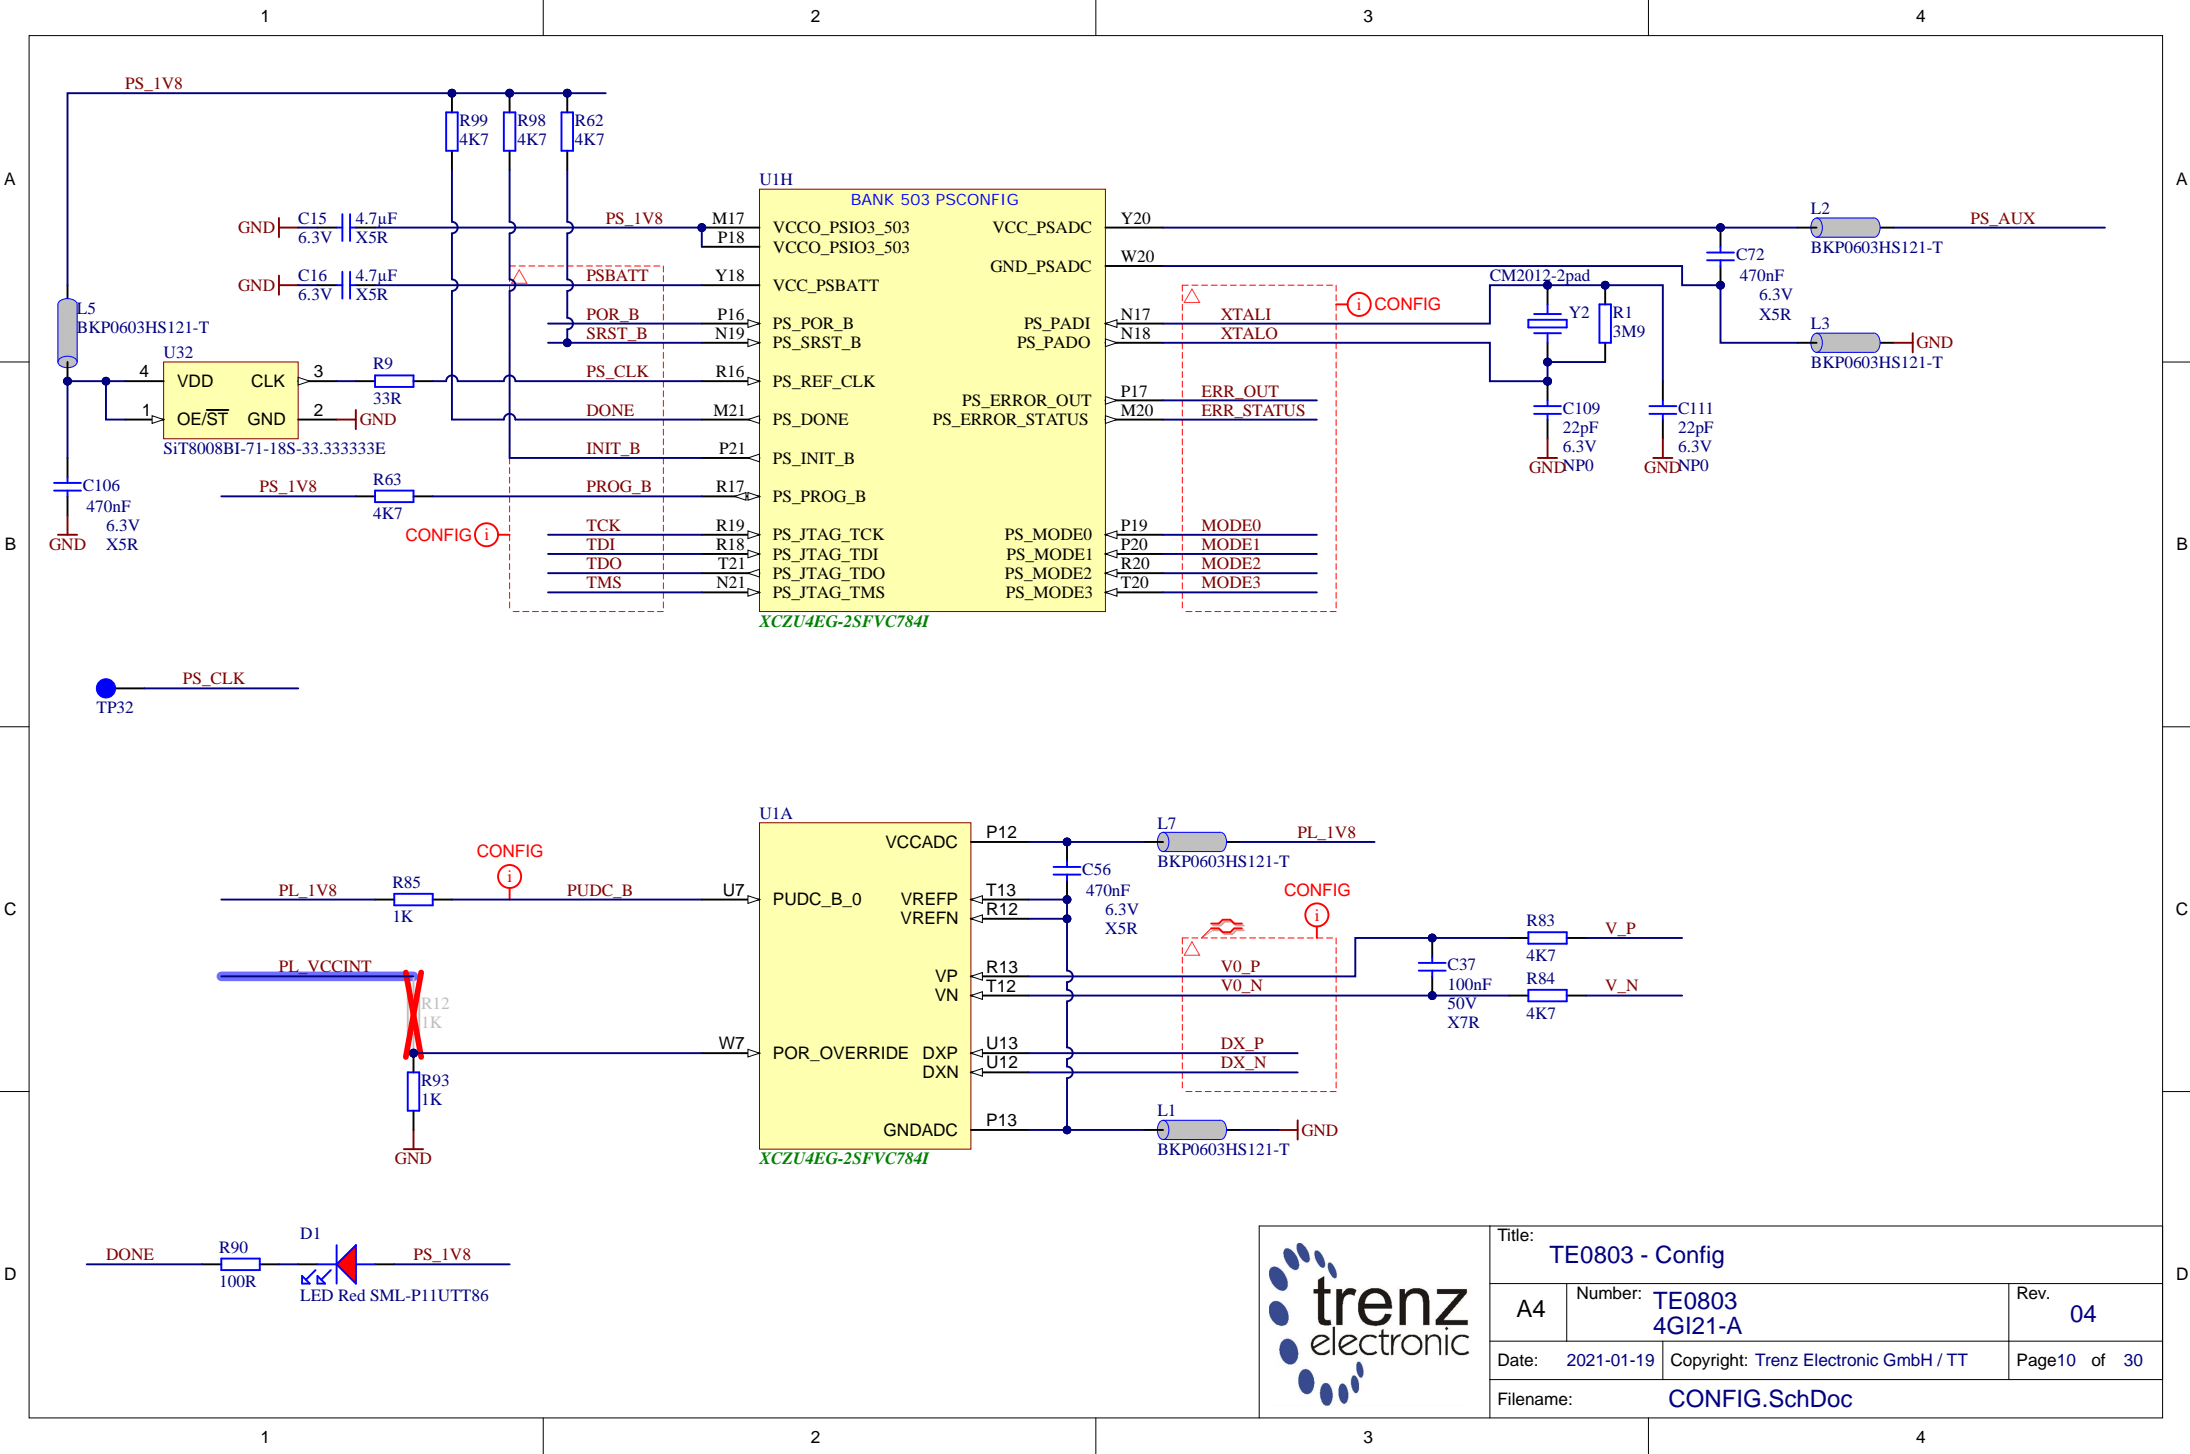 1 2 3 4
A
A
B
B
C
C
D
D
PS_1V8
R99
4K7
R98
4K7
R62
4K7
GND
C15
6.3V
4.7µF
X5R
PS_1V8
GND
C16
6.3V
4.7µF
X5R
PSBATT
POR_B
SRST_B
PS_CLK
DONE
INIT_B
PROG_B
TCK
TDI
TDO
TMS
L5
BKP0603HS121-T
U32
4 VDD CLK 3
1 OE/ST GND 2
GND
SiT8008BI-71-18S-33.333333E
R9
33R
C106
470nF
6.3V
X5R
GND
PS_1V8
R63
4K7
CONFIG i
U1H
BANK 503 PSCONFIG
M17 VCCO_PSIO3_503
P18 VCCO_PSIO3_503
Y18 VCC_PSBATT
P16 PS_POR_B
N19 PS_SRST_B
R16 PS_REF_CLK
M21 PS_DONE
P21 PS_INIT_B
R17 PS_PROG_B
R19 PS_JTAG_TCK
R18 PS_JTAG_TDI
T21 PS_JTAG_TDO
N21 PS_JTAG_TMS
VCC_PSADC Y20
GND_PSADC W20
PS_PADI N17
PS_PADO N18
PS_ERROR_OUT P17
PS_ERROR_STATUS M20
PS_MODE0 P19
PS_MODE1 P20
PS_MODE2 R20
PS_MODE3 T20
XCZU4EG-2SFVC784I
XTALI
XTALO
ERR_OUT
ERR_STATUS
MODE0
MODE1
MODE2
MODE3
i CONFIG
CM2012-2pad
Y2
R1
3M9
C109
22pF
6.3V
NP0
GND
C111
22pF
6.3V
NP0
GND
L2
BKP0603HS121-T
PS_AUX
C72
470nF
6.3V
X5R
L3
BKP0603HS121-T
GND
PS_CLK
TP32
PL_1V8
R85
1K
CONFIG
i
PUDC_B
PL_VCCINT
R12
1K
R93
1K
GND
U1A
U7 PUDC_B_0
W7 POR_OVERRIDE
VCCADC P12
VREFP T13
VREFN R12
VP R13
VN T12
DXP U13
DXN U12
GNDADC P13
XCZU4EG-2SFVC784I
L7
BKP0603HS121-T
PL_1V8
C56
470nF
6.3V
X5R
CONFIG
i
V0_P
V0_N
DX_P
DX_N
C37
100nF
50V
X7R
R83
4K7
V_P
R84
4K7
V_N
L1
BKP0603HS121-T
GND
DONE
R90
100R
D1
PS_1V8
LED Red SML-P11UTT86
trenz
electronic
Title:
TE0803 - Config
A4
Number: TE0803
4GI21-A
Rev.
04
Date: 2021-01-19
Copyright: Trenz Electronic GmbH / TT
Page10 of 30
Filename: CONFIG.SchDoc
1 2 3 4